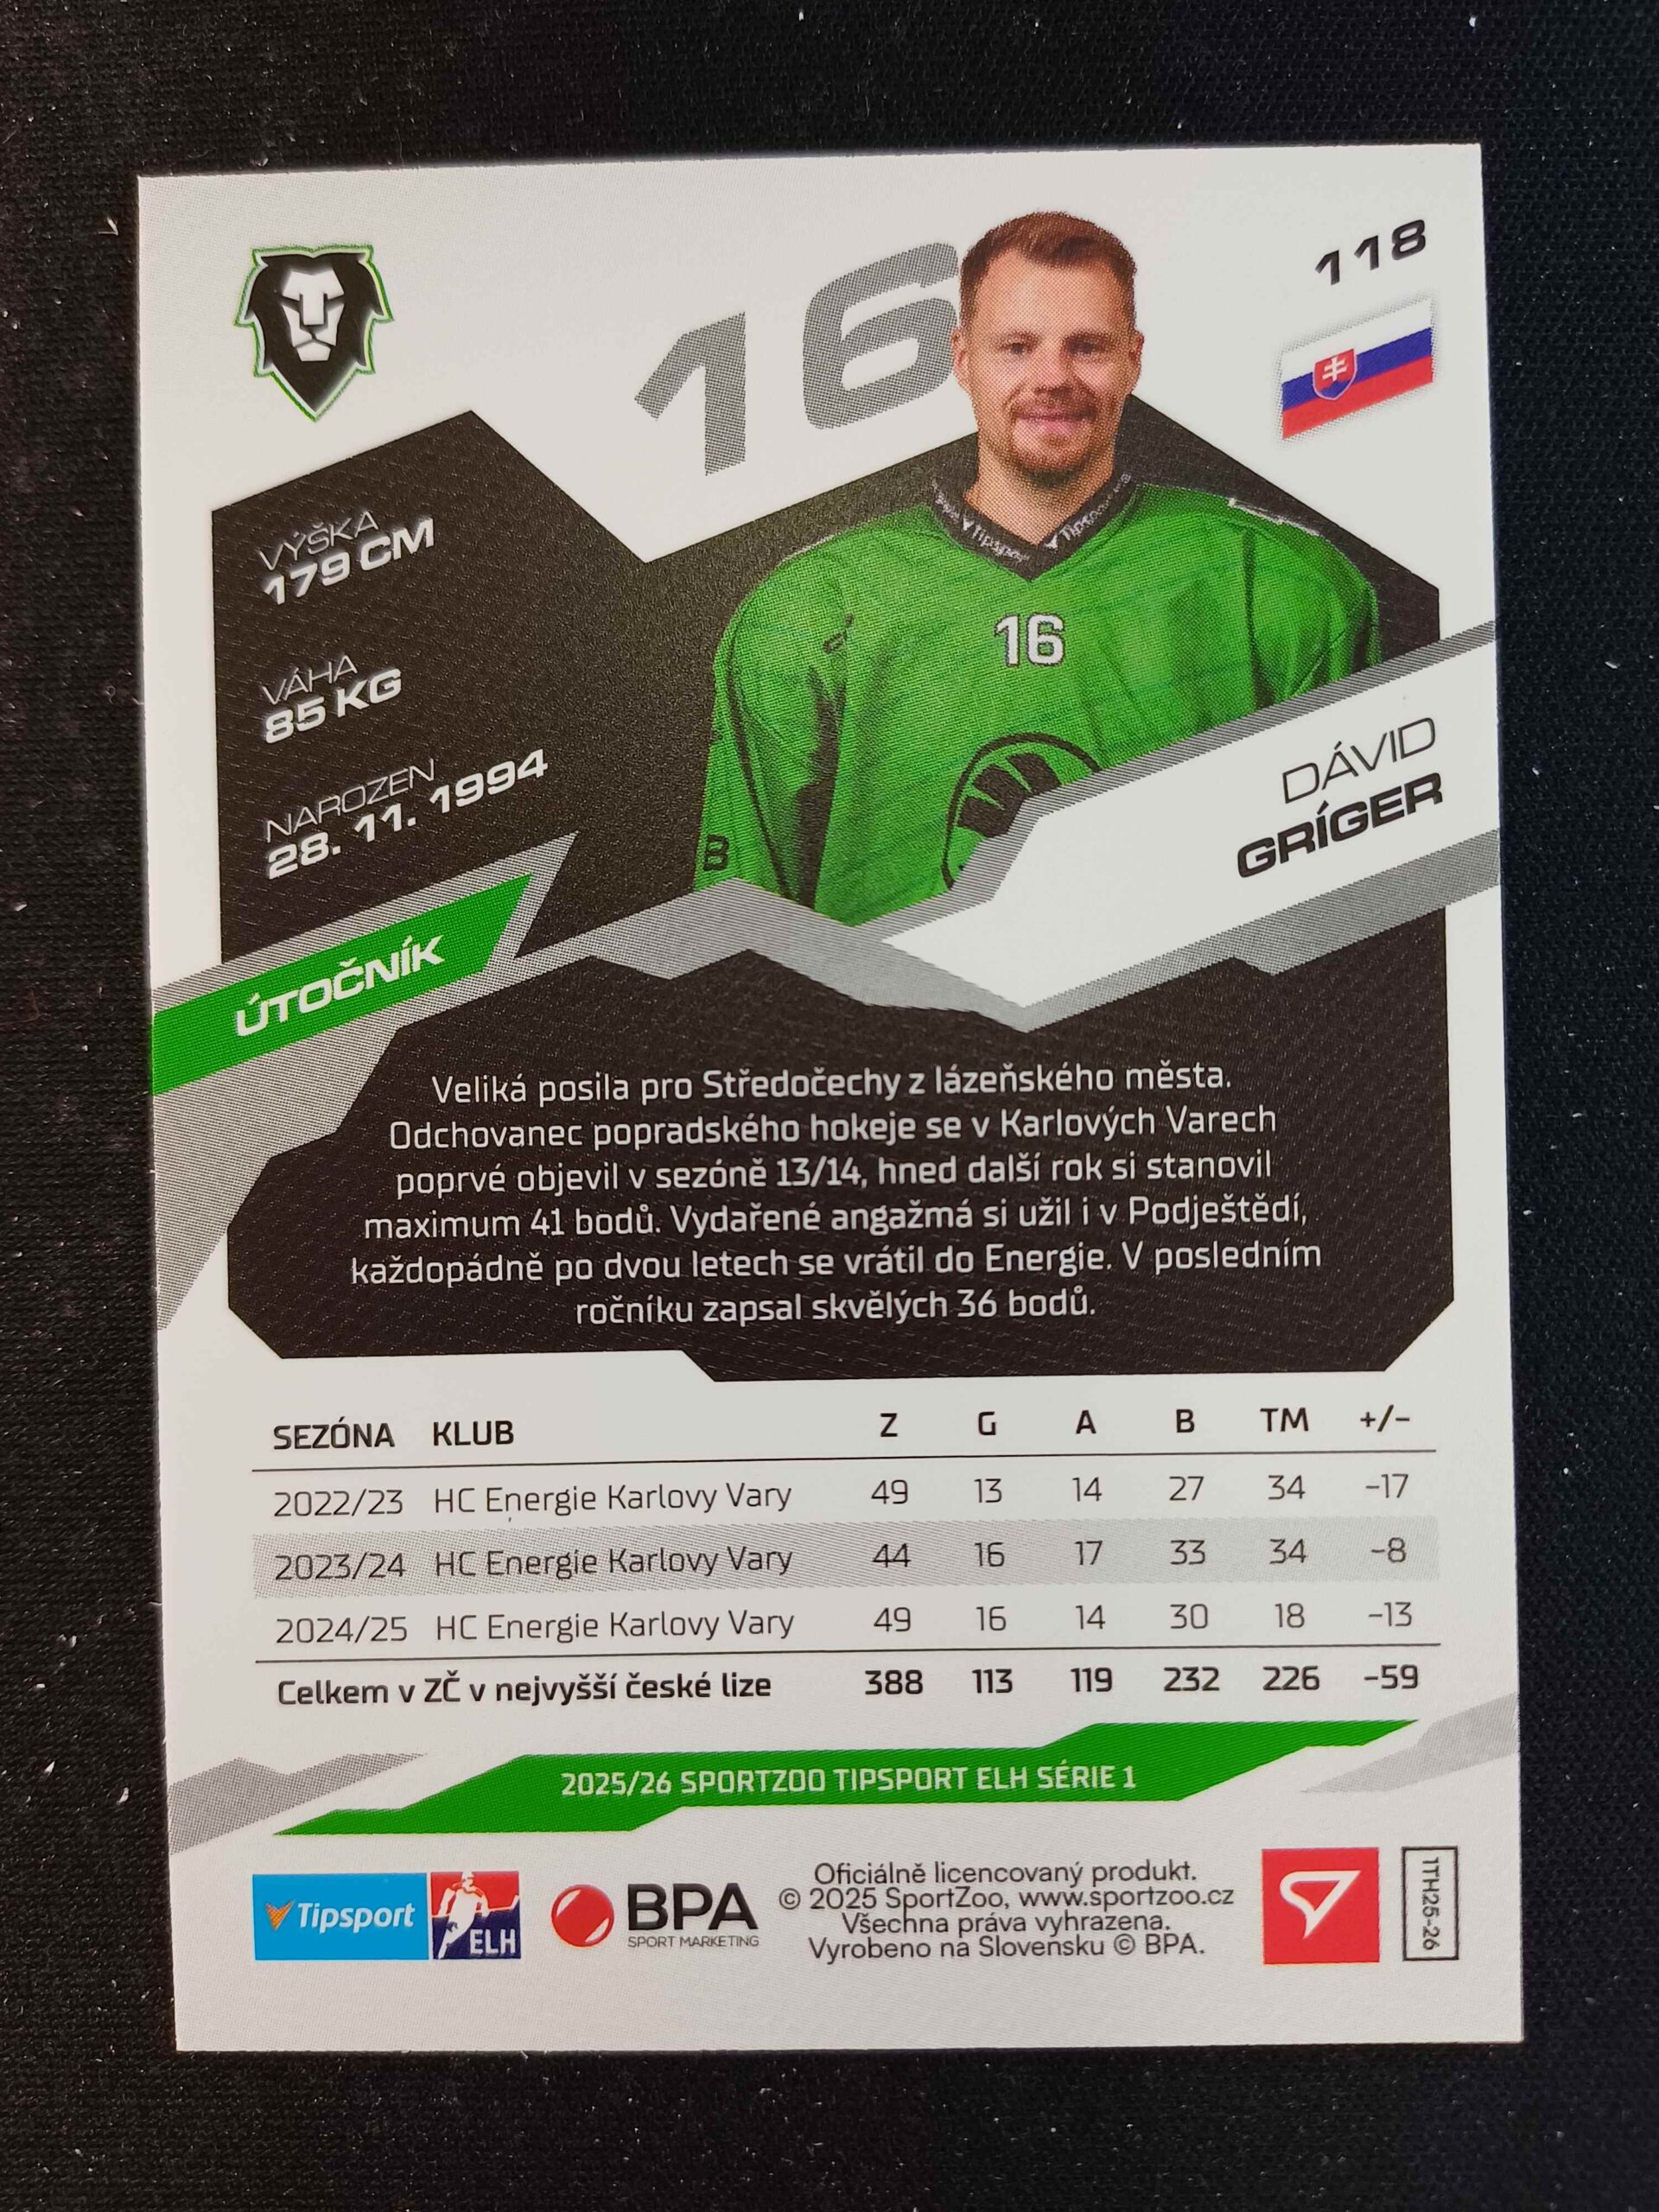 16
118
VÝŠKA
179 CM
VÁHA
85 KG
NAROZEN
28. 11. 1994
Tipsport
16
DÁVID
GRÍGER
ÚTOČNÍK
Veliká posila pro Středočechy z lázeňského města.
Odchovanec popradského hokeje se v Karlových Varech
poprvé objevil v sezóně 13/14, hned další rok si stanovil
maximum 41 bodů. Vydařené angažmá si užil i v Podještědí,
každopádně po dvou letech se vrátil do Energie. V posledním
ročníku zapsal skvělých 36 bodů.
SEZÓNA KLUB Z G A B TM +/-
2022/23 HC Energie Karlovy Vary 49 13 14 27 34 -17
2023/24 HC Energie Karlovy Vary 44 16 17 33 34 -8
2024/25 HC Energie Karlovy Vary 49 16 14 30 18 -13
Celkem v ZČ v nejvyšší české lize 388 113 119 232 226 -59
2025/26 SPORTZOO TIPSPORT ELH SÉRIE 1
Tipsport
ELH
BPA
SPORT MARKETING
Oficiálně licencovaný produkt.
© 2025 SportZoo, www.sportzoo.cz
Všechna práva vyhrazena.
Vyrobeno na Slovensku © BPA.
1TH25-26